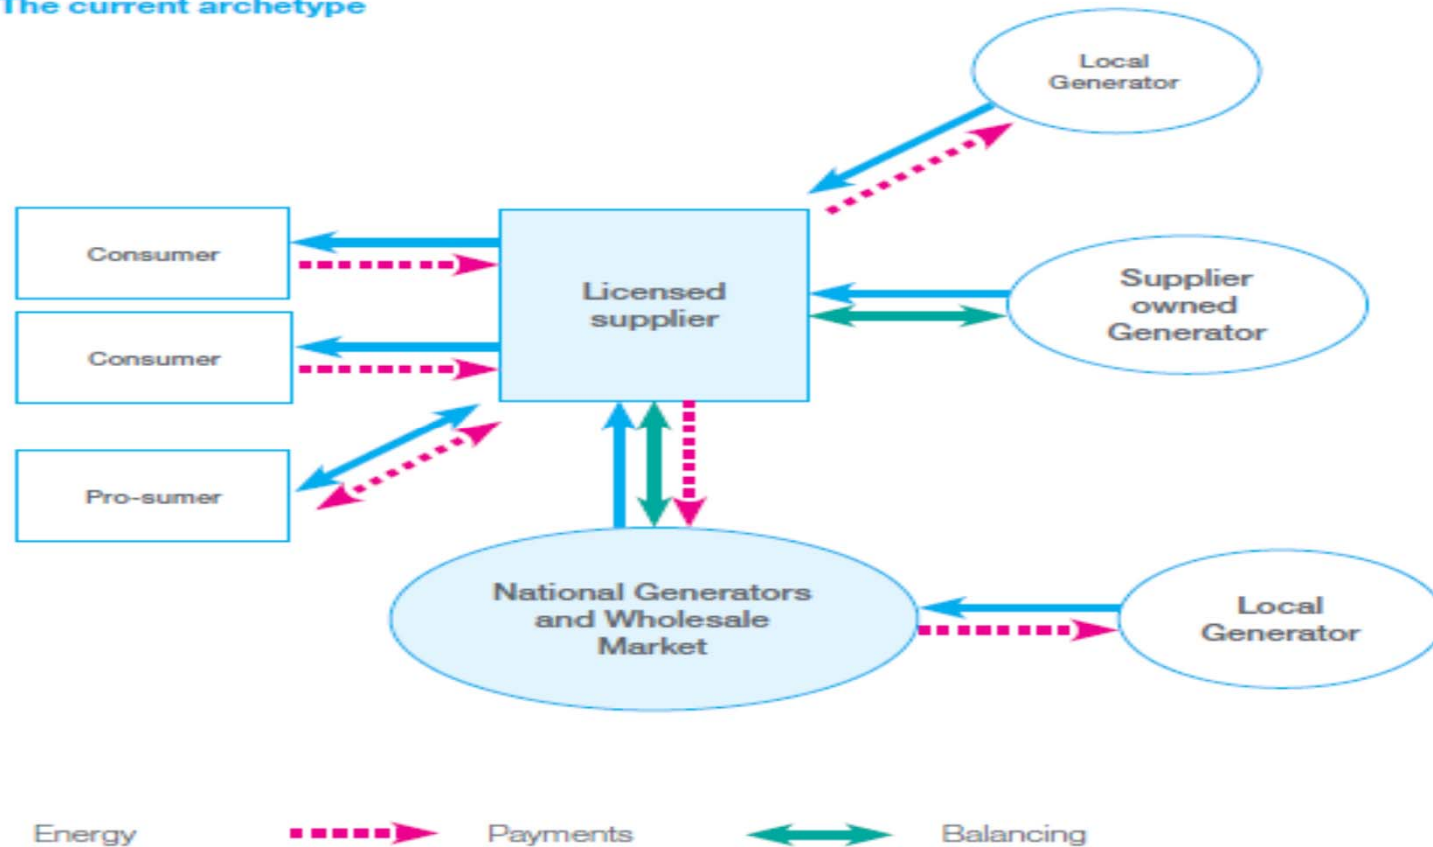 The current archetype
Local
Generator
Consumer
Licensed
supplier
Supplier
owned
Generator
Consumer
Pro-sumer
National Generators
and Wholesale
Market
Local
Generator
Energy
Payments
Balancing